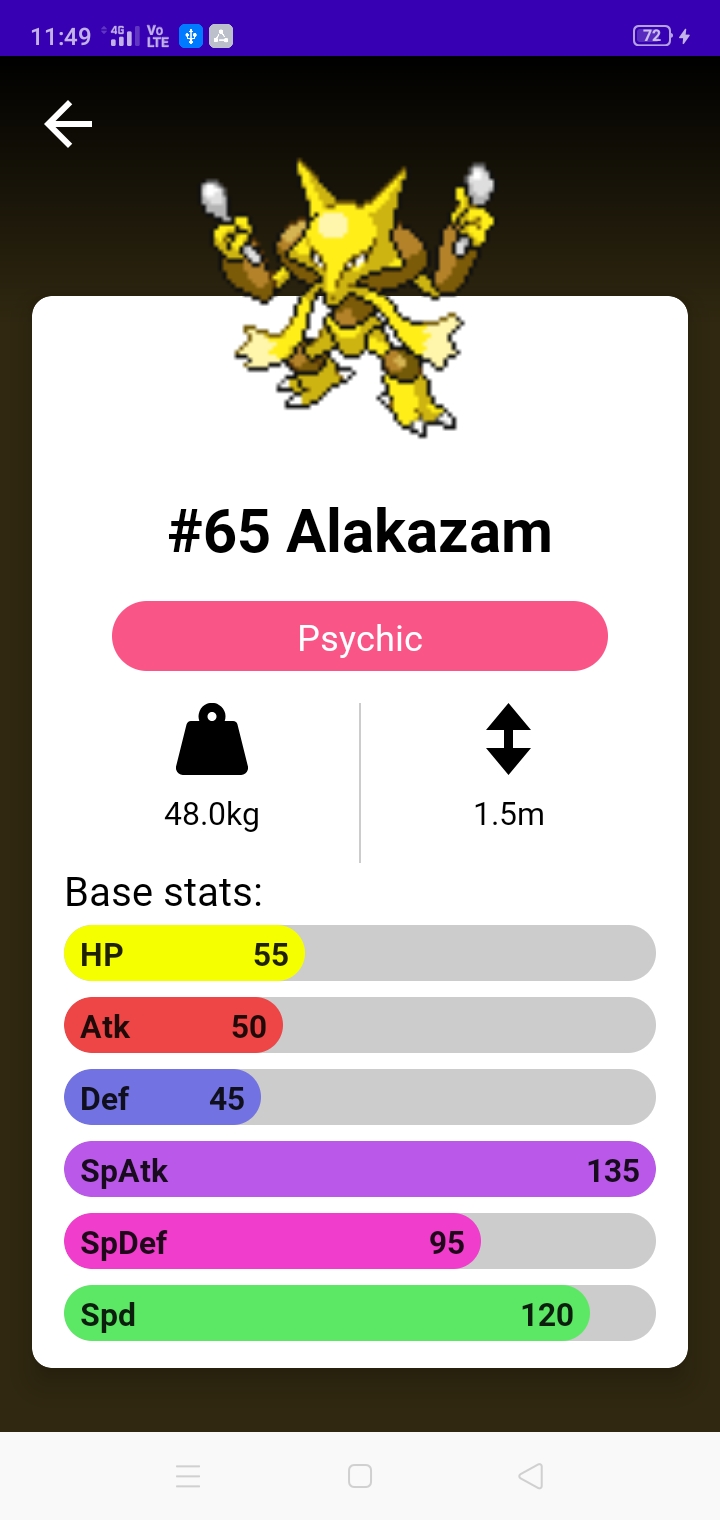 11:49 4G Vo LTE 72
#65 Alakazam
Psychic
48.0kg 1.5m
Base stats:
HP 55
Atk 50
Def 45
SpAtk 135
SpDef 95
Spd 120